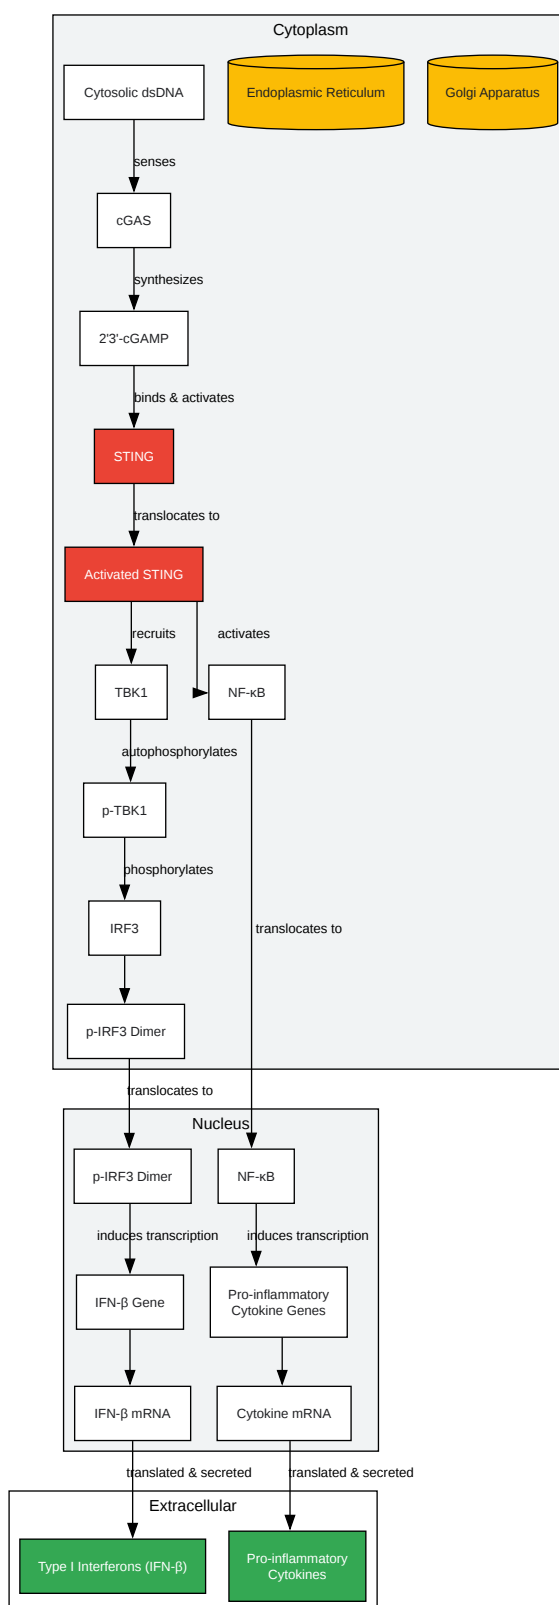 Cytoplasm
Cytosolic dsDNA
Endoplasmic Reticulum
Golgi Apparatus
senses
cGAS
synthesizes
2'3'-cGAMP
binds & activates
STING
translocates to
Activated STING
recruits
activates
TBK1
NF-κB
autophosphorylates
p-TBK1
phosphorylates
IRF3
translocates to
p-IRF3 Dimer
translocates to
Nucleus
p-IRF3 Dimer
NF-κB
induces transcription
induces transcription
IFN-β Gene
Pro-inflammatory
Cytokine Genes
IFN-β mRNA
Cytokine mRNA
translated & secreted
translated & secreted
Extracellular
Type I Interferons (IFN-β)
Pro-inflammatory
Cytokines